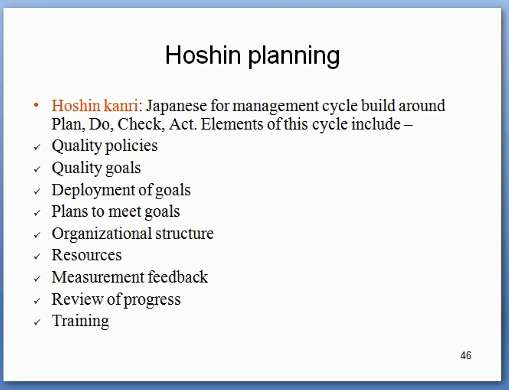 Hoshin planning
• Hoshin kanri: Japanese for management cycle build around
Plan, Do, Check, Act. Elements of this cycle include –
✓ Quality policies
✓ Quality goals
✓ Deployment of goals
✓ Plans to meet goals
✓ Organizational structure
✓ Resources
✓ Measurement feedback
✓ Review of progress
✓ Training
46